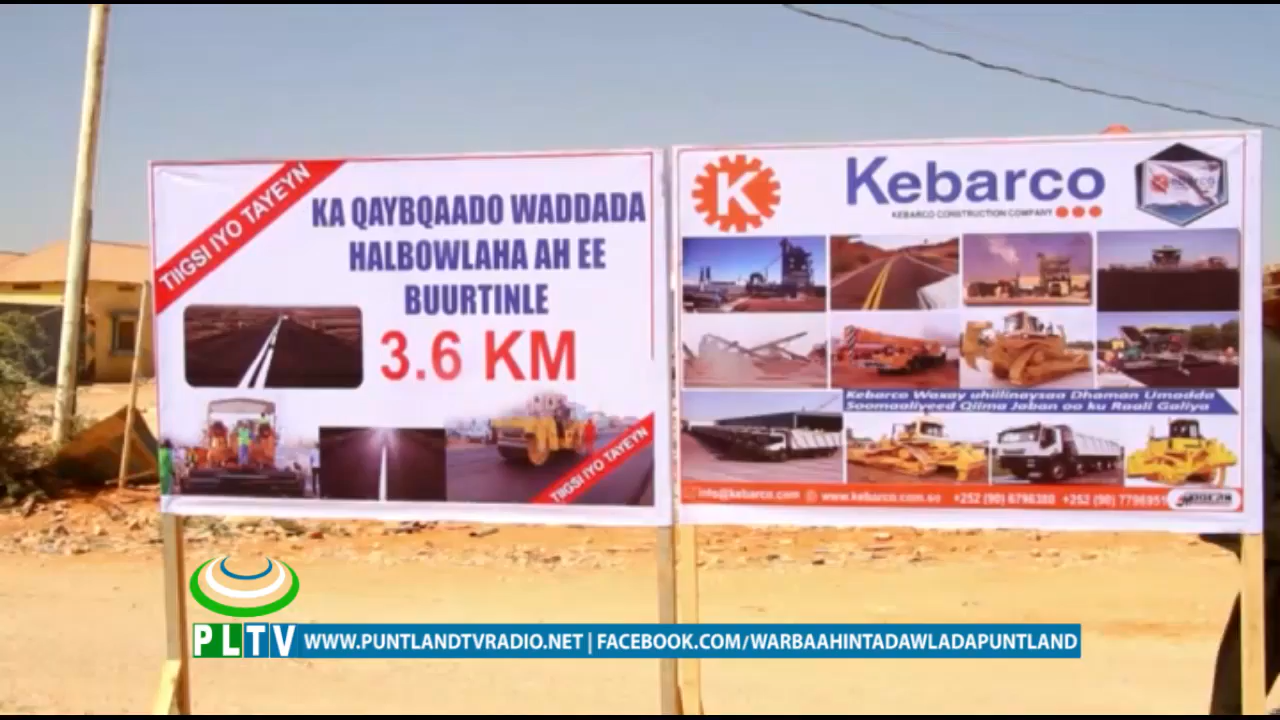 TIIGSI IYO TAYEYN
KA QAYBQAADO WADDADA
HALBOWLAHA AH EE
BUURTINLE
3.6 KM
TIIGSI IYO TAYEYN
K
Kebarco
KEBARCO CONSTRUCTION COMPANY
Kebarco Waxay uhiilinaysaa Dhaman Umadda
Soomaaliyeed Qiima Jaban oo ku Raali Galiya
info@kebarco.com www.kebarco.com.so +252 (90) 6796388 +252 (90) 7796951
PLTV WWW.PUNTLANDTVRADIO.NET | FACEBOOK.COM/WARBAAHINTADAWLADAPUNTLAND